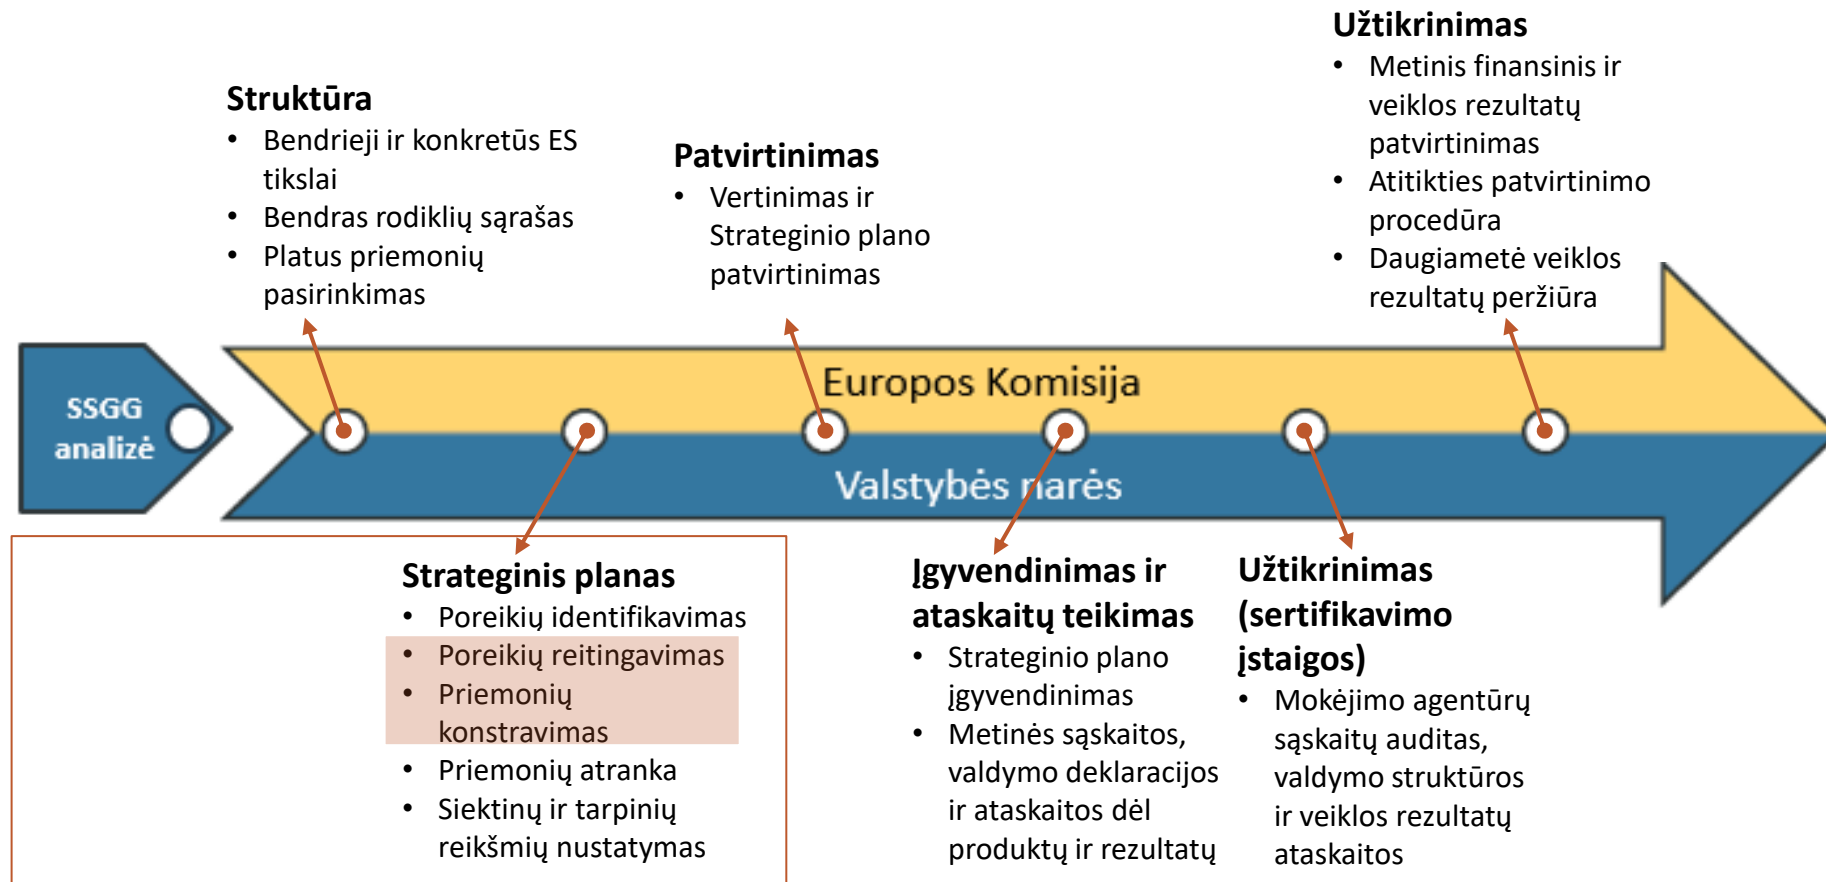 Struktūra
• Bendrieji ir konkretūs ES
tikslai
• Bendras rodiklių sąrašas
• Platus priemonių
pasirinkimas
Patvirtinimas
• Vertinimas ir
Strateginio plano
patvirtinimas
Užtikrinimas
• Metinis finansinis ir
veiklos rezultatų
patvirtinimas
• Atitikties patvirtinimo
procedūra
• Daugiametė veiklos
rezultatų peržiūra
SSGG
analizė
Europos Komisija
Valstybės narės
Strateginis planas
• Poreikių identifikavimas
• Poreikių reitingavimas
• Priemonių
konstravimas
• Priemonių atranka
• Siektinų ir tarpinių
reikšmių nustatymas
Įgyvendinimas ir
ataskaitų teikimas
• Strateginio plano
įgyvendinimas
• Metinės sąskaitos,
valdymo deklaracijos
ir ataskaitos dėl
produktų ir rezultatų
Užtikrinimas
(sertifikavimo
įstaigos)
• Mokėjimo agentūrų
sąskaitų auditas,
valdymo struktūros
ir veiklos rezultatų
ataskaitos